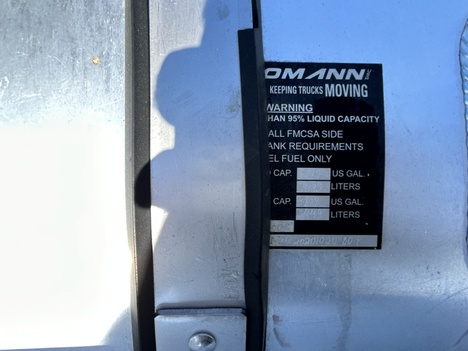 OMANN INC.
KEEPING TRUCKS MOVING
WARNING
HAN 95% LIQUID CAPACITY
ALL FMCSA SIDE
ANK REQUIREMENTS
EL FUEL ONLY
CAP. US GAL.
LITERS
CAP. US GAL.
LITERS